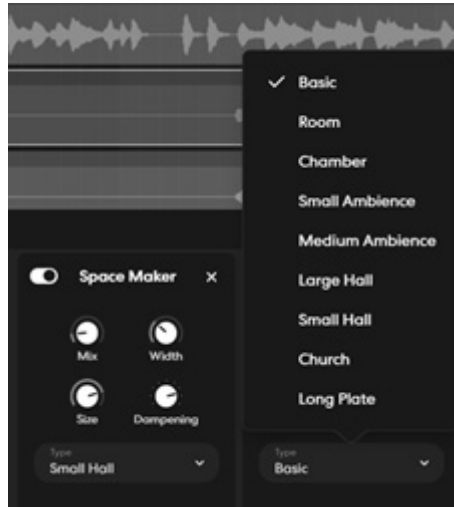 Basic
Room
Chamber
Small Ambience
Medium Ambience
Large Hall
Small Hall
Church
Long Plate
Space Maker
Mix Width
Size Dampening
Type
Small Hall
Type
Basic